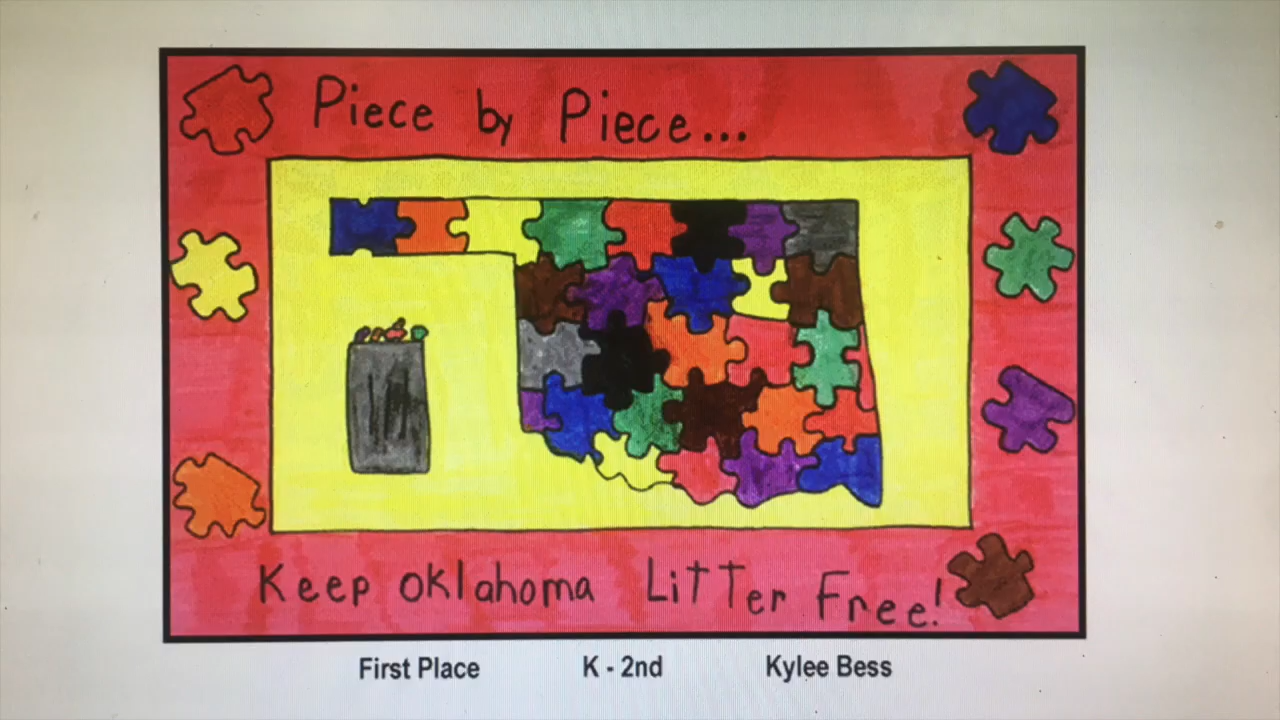 Piece by Piece...
Keep Oklahoma Litter Free!
First Place K - 2nd Kylee Bess